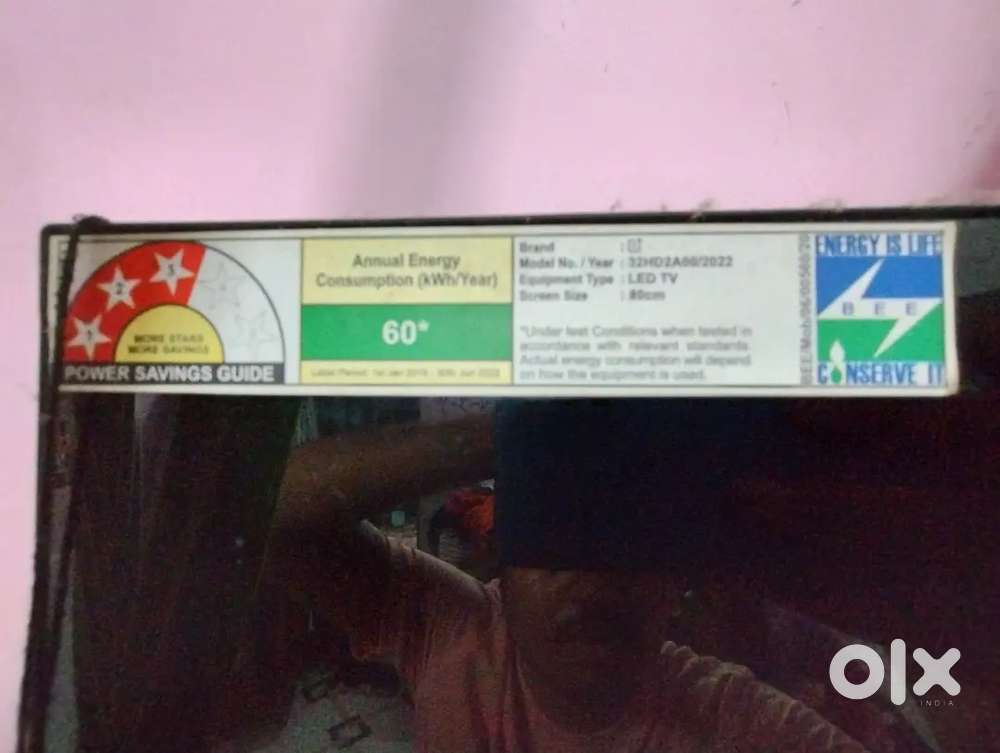 1
2
3
MORE STARS
MORE SAVINGS
POWER SAVINGS GUIDE
Annual Energy
Consumption (kWh/Year)
60*
Label Period:
Brand :
Model No. / Year : 32HD2A00/2022
Equipment Type : LED TV
Screen Size : 80cm
*Under test Conditions when tested in
accordance with relevant standards.
Actual energy consumption will depend
on how the equipment is used.
ENERGY IS LIFE
BEE
CONSERVE IT
olx
INDIA